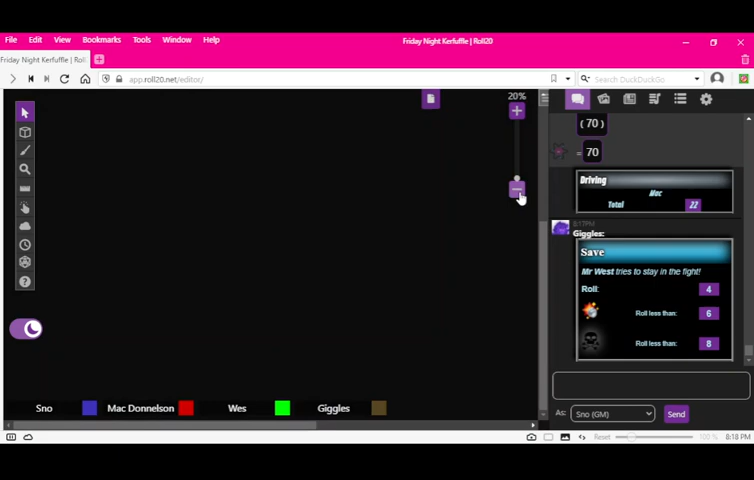 File Edit View Bookmarks Tools Window Help Friday Night Kerfuffle | Roll20
Friday Night Kerfuffle | Roll
app.roll20.net/editor/ Search DuckDuckGo
20%
(70)
= 70
Driving
Mac
Total 22
8:17PM
Giggles:
Save
Mr West tries to stay in the fight!
Roll: 4
Roll less than: 6
Roll less than: 8
Sno Mac Donnelson Wes Giggles
As: Sno (GM) Send
Reset 100 % 8:18 PM